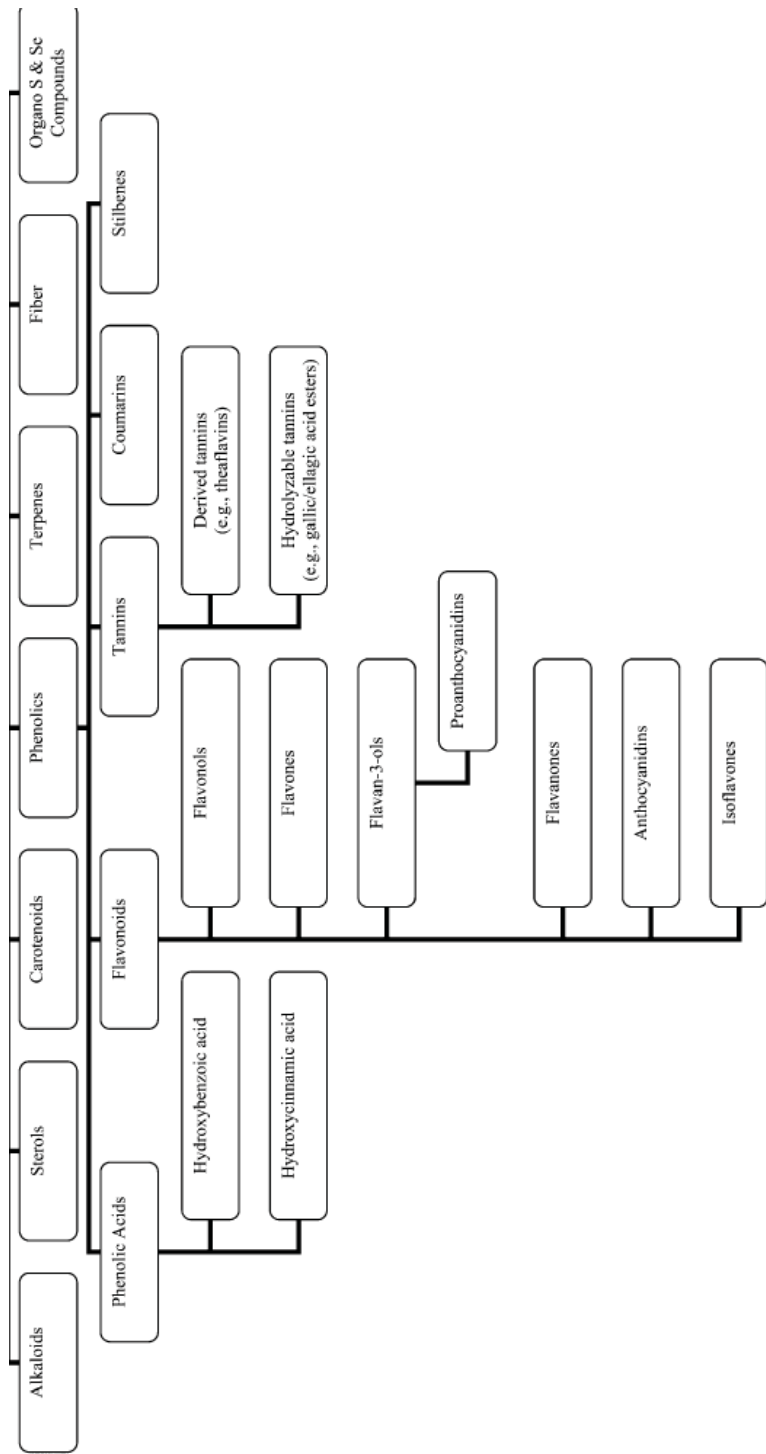 Alkaloids
Sterols
Carotenoids
Phenolics
Terpenes
Fiber
Organo S & Se
Compounds
Phenolic Acids
Flavonoids
Tannins
Coumarins
Stilbenes
Hydroxybenzoic acid
Hydroxycinnamic acid
Flavonols
Flavones
Flavan-3-ols
Proanthocyanidins
Flavanones
Anthocyanidins
Isoflavones
Derived tannins
(e.g., theaflavins)
Hydrolyzable tannins
(e.g., gallic/ellagic acid esters)